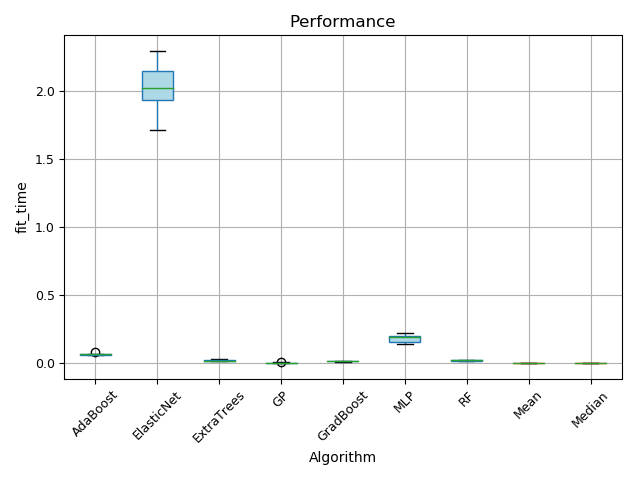 Performance
fit_time
2.0
1.5
1.0
0.5
0.0
AdaBoost
ElasticNet
ExtraTrees
GP
GradBoost
MLP
RF
Mean
Median
Algorithm